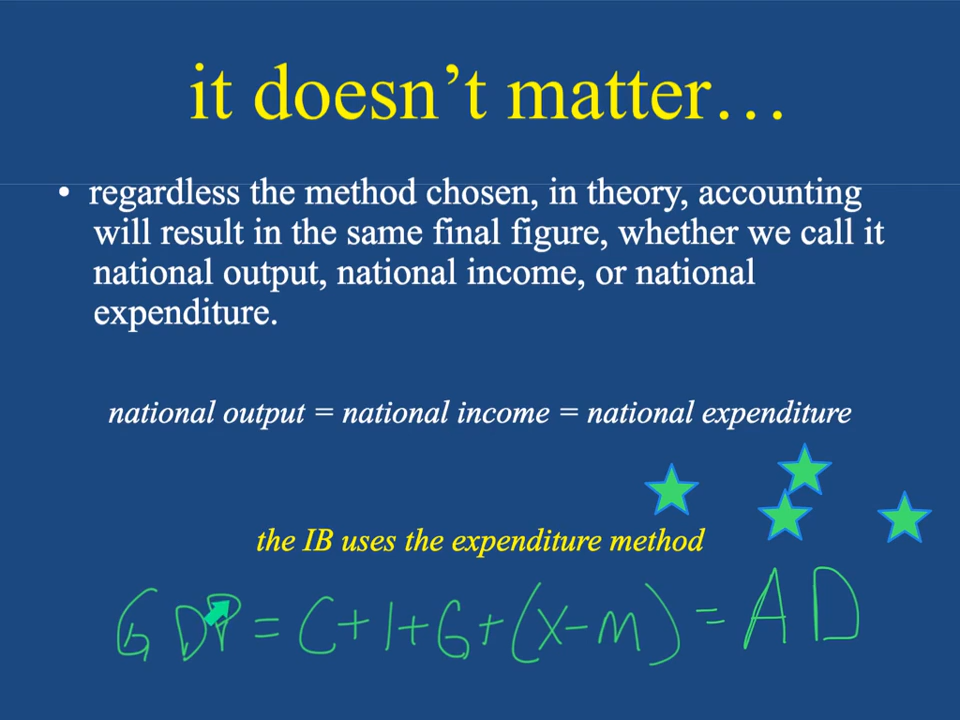 it doesn’t matter…
• regardless the method chosen, in theory, accounting
will result in the same final figure, whether we call it
national output, national income, or national
expenditure.
national output = national income = national expenditure
the IB uses the expenditure method
GDP = C+I+G+(X-M) = AD